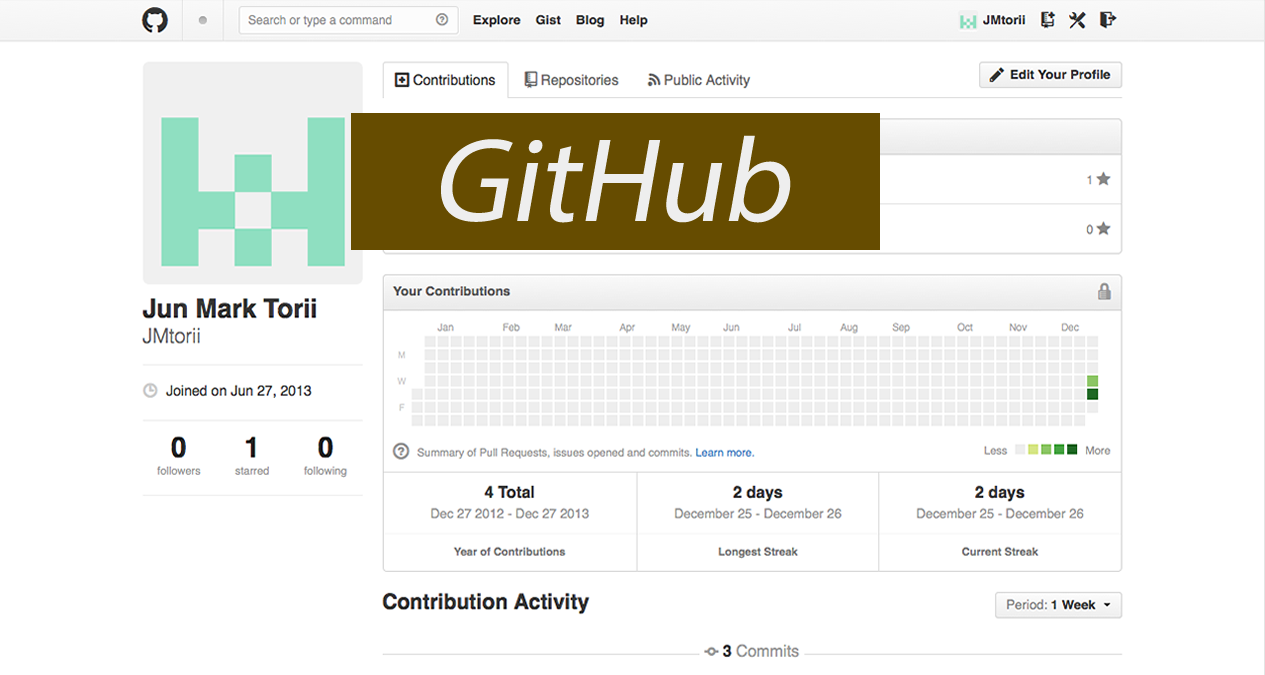 Search or type a command
Explore Gist Blog Help
JMtorii
Contributions
Repositories
Public Activity
Edit Your Profile
GitHub
1
0
Jun Mark Torii
JMtorii
Joined on Jun 27, 2013
0 1 0
followers starred following
Your Contributions
Jan Feb Mar Apr May Jun Jul Aug Sep Oct Nov Dec
M
W
F
Summary of Pull Requests, issues opened and commits. Learn more.
Less More
4 Total
Dec 27 2012 - Dec 27 2013
Year of Contributions
2 days
December 25 - December 26
Longest Streak
2 days
December 25 - December 26
Current Streak
Contribution Activity
Period: 1 Week
3 Commits